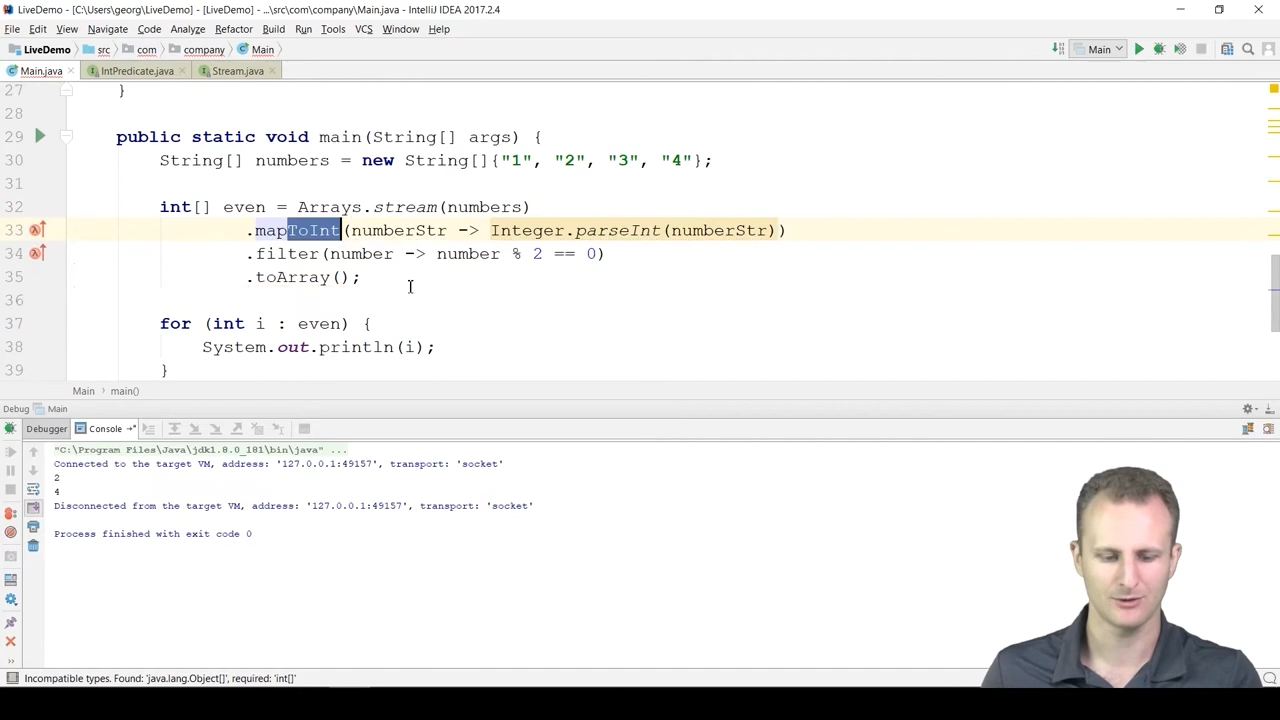 LiveDemo - [C:\Users\georg\LiveDemo] - [LiveDemo] - ...\src\com\company\Main.java - IntelliJ IDEA 2017.2.4
File Edit View Navigate Code Analyze Refactor Build Run Tools VCS Window Help
LiveDemo src com company Main Main
Main.java IntPredicate.java Stream.java
27 }
28
29 public static void main(String[] args) {
30 String[] numbers = new String[]{"1", "2", "3", "4"};
31
32 int[] even = Arrays.stream(numbers)
33 .mapToInt(numberStr -> Integer.parseInt(numberStr))
34 .filter(number -> number % 2 == 0)
35 .toArray();
36
37 for (int i : even) {
38 System.out.println(i);
39 }
Main › main()
Debug Main
Debugger Console
"C:\Program Files\Java\jdk1.8.0_181\bin\java" ...
Connected to the target VM, address: '127.0.0.1:49157', transport: 'socket'
2
4
Disconnected from the target VM, address: '127.0.0.1:49157', transport: 'socket'
Process finished with exit code 0
Incompatible types. Found: 'java.lang.Object[]', required: 'int[]'